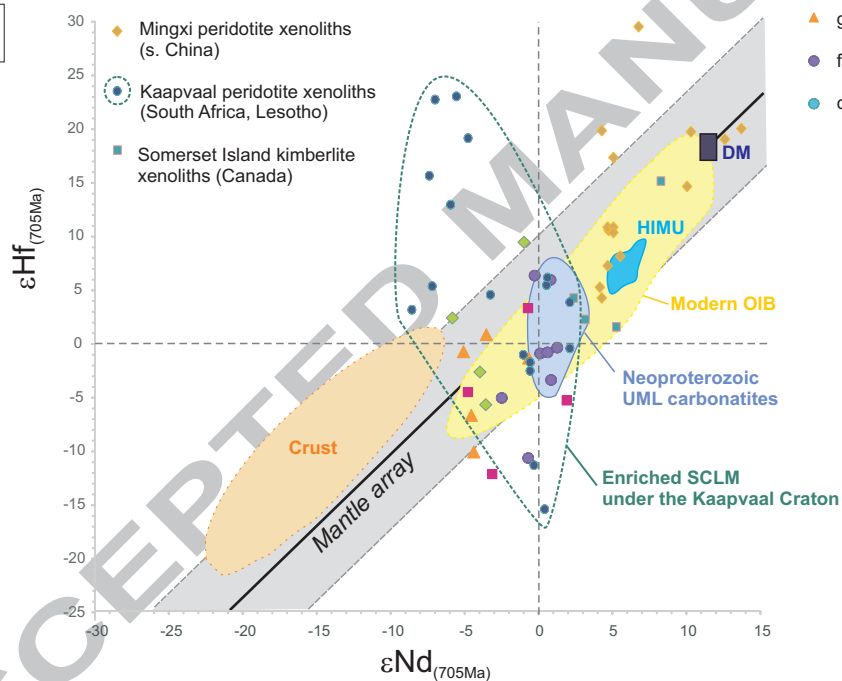 Mingxi peridotite xenoliths
(s. China)
Kaapvaal peridotite xenoliths
(South Africa, Lesotho)
Somerset Island kimberlite
xenoliths (Canada)
g
f
c
30
25
20
15
10
5
0
-5
-10
-15
-20
-25
εHf(705Ma)
DM
HIMU
Modern OIB
Neoproterozoic
UML carbonatites
Crust
Mantle array
Enriched SCLM
under the Kaapvaal Craton
-30
-25
-20
-15
-10
-5
0
5
10
15
εNd(705Ma)
SCEPTED MANU